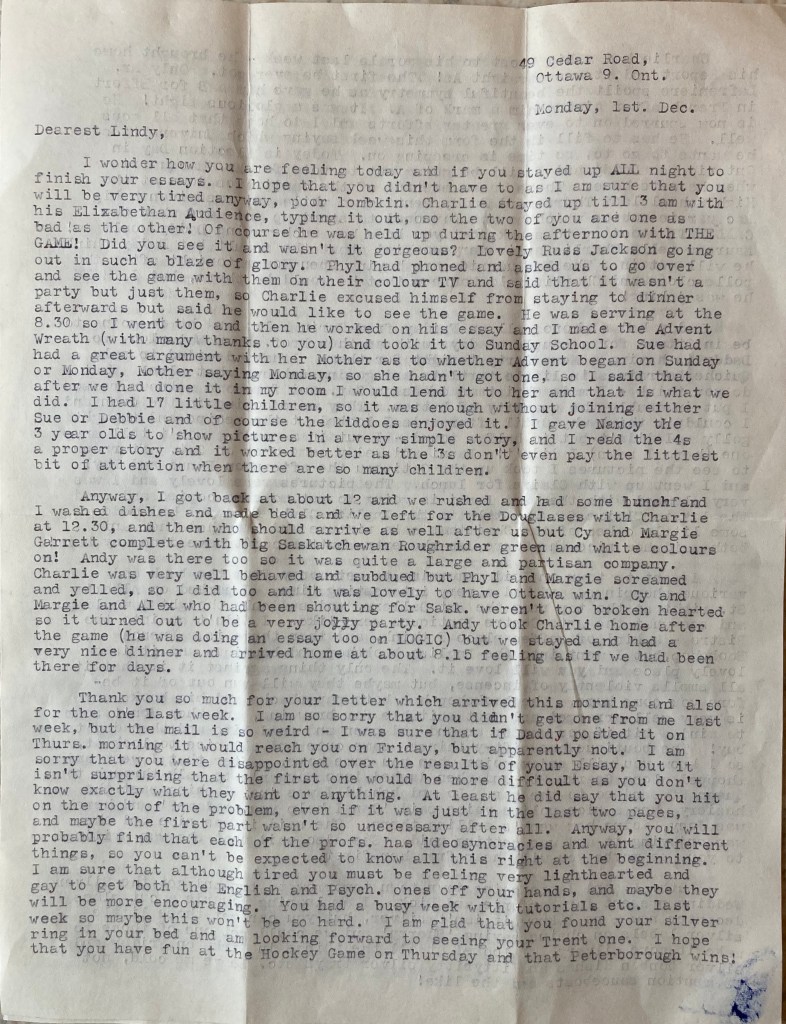 49 Cedar Road,
Ottawa 9. Ont.
Monday, 1st. Dec.
Dearest Lindy,
I wonder how you are feeling today and if you stayed up ALL night to
finish your essays. I hope that you didn't have to as I am sure that you
will be very tired anyway, poor lombkin. Charlie stayed up till 3 am with
his Elizabethan Audience, typing it out, so the two of you are one as
bad as the other! Of course he was held up during the afternoon with THE
GAME! Did you see it and wasn't it gorgeous? Lovely Russ Jackson going
out in such a blaze of glory. Phyl had phoned and asked us to go over
and see the game with them on their colour TV and said that it wasn't a
party but just them, so Charlie excused himself from staying to dinner
afterwards but said he would like to see the game. He was serving at the
8.30 so I went too and then he worked on his essay and I made the Advent
Wreath (with many thanks to you) and took it to Sunday School. Sue had
had a great argument with her Mother as to whether Advent began on Sunday
or Monday, Mother saying Monday, so she hadn't got one, so I said that
after we had done it in my room I would lend it to her and that is what we
did. I had 17 little children, so it was enough without joining either
Sue or Debbie and of course the kiddoes enjoyed it. I gave Nancy the
3 year olds to show pictures in a very simple story, and I read the 4s
a proper story and it worked better as the 3s don't even pay the littlest
bit of attention when there are so many children.
Anyway, I got back at about 12 and we rushed and had some lunchfand
I washed dishes and made beds and we left for the Douglases with Charlie
at 12.30, and then who should arrive as well after us but Cy and Margie
Garrett complete with big Saskatchewan Roughrider green and white colours
on! Andy was there too so it was quite a large and partisan company.
Charlie was very well behaved and subdued but Phyl and Margie screamed
and yelled, so I did too and it was lovely to have Ottawa win. Cy and
Margie and Alex who had been shouting for Sask. weren't too broken hearted
so it turned out to be a very jolly party. Andy took Charlie home after
the game (he was doing an essay too on LOGIC) but we stayed and had a
very nice dinner and arrived home at about 8.15 feeling as if we had been
there for days.
Thank you so much for your letter which arrived this morning and also
for the one last week. I am so sorry that you didn't get one from me last
week, but the mail is so weird - I was sure that if Daddy posted it on
Thurs. morning it would reach you on Friday, but apparently not. I am
sorry that you were disappointed over the results of your Essay, but it
isn't surprising that the first one would be more difficult as you don't
know exactly what they want or anything. At least he did say that you hit
on the root of the problem, even if it was just in the last two pages,
and maybe the first part wasn't so unecessary after all. Anyway, you will
probably find that each of the profs. has ideosyncracies and want different
things, so you can't be expected to know all this right at the beginning.
I am sure that although tired you must be feeling very lighthearted and
gay to get both the English and Psych. ones off your hands, and maybe they
will be more encouraging. You had a busy week with tutorials etc. last
week so maybe this won't be so hard. I am glad that you found your silver
ring in your bed and am looking forward to seeing your Trent one. I hope
that you have fun at the Hockey Game on Thursday and that Peterborough wins!